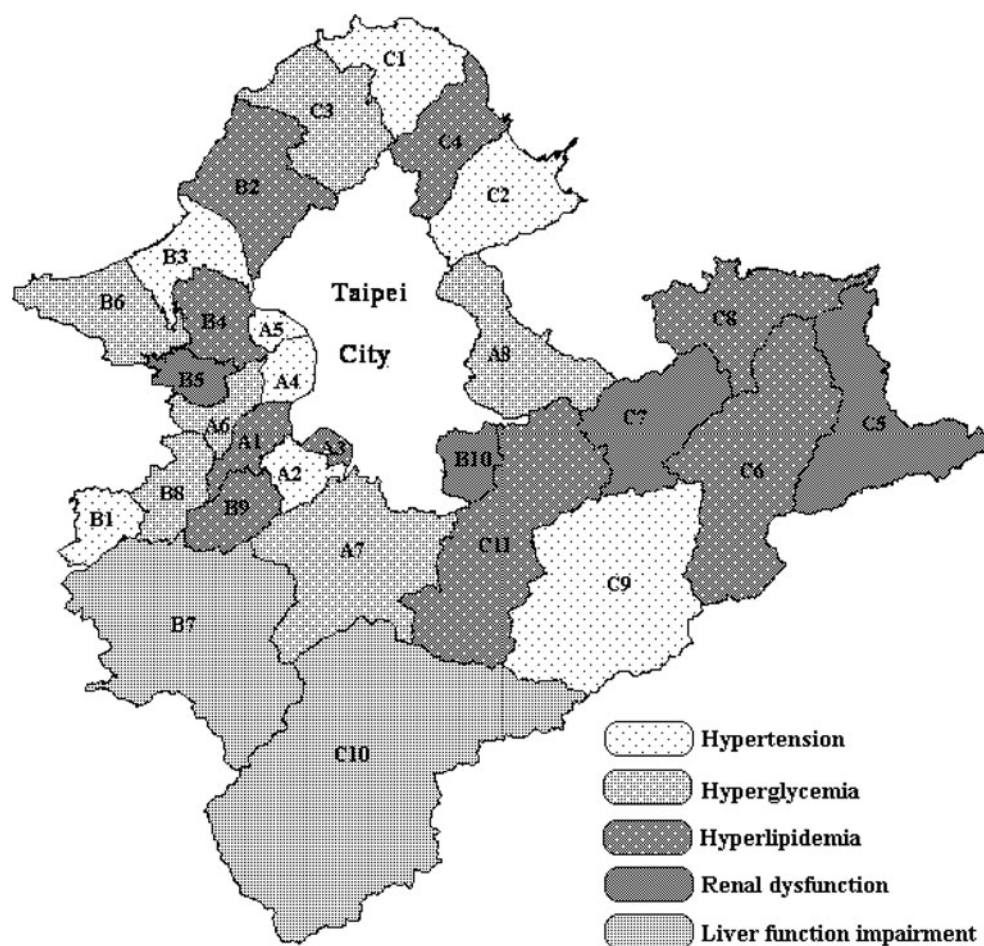 C1
C3
C4
B2
C2
B3
Taipei
B6
B4
C8
A5
City
A8
B5
A4
C7
C5
A6
A1
A3
B10
C6
A2
B8
B9
B1
C11
A7
C9
B7
C10
Hypertension
Hyperglycemia
Hyperlipidemia
Renal dysfunction
Liver function impairment